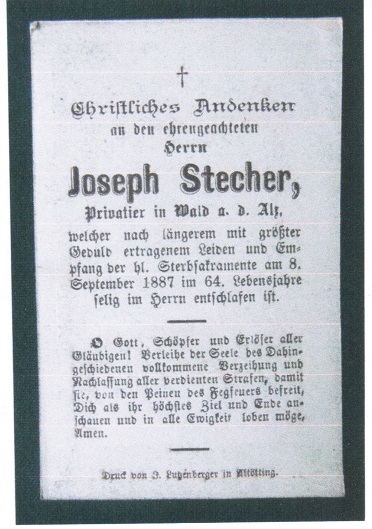 †
Christliches Andenken
an den ehrengeachteten
Herrn
Joseph Stecher,
Privatier in Wald a. d. Alz,
welcher nach längerem mit größter
Geduld ertragenem Leiden und Em-
pfang der hl. Sterbsakramente am 8.
September 1887 im 64. Lebensjahre
selig im Herrn entschlafen ist.
O Gott, Schöpfer und Erlöser aller
Gläubigen! Verleihe der Seele des Dahin-
geschiedenen vollkommene Verzeihung und
Nachlassung aller verdienten Strafen, damit
sie, von den Peinen des Fegfeuers befreit,
Dich als ihr höchstes Ziel und Ende an-
schauen und in alle Ewigkeit loben möge,
Amen.
Druck von J. Lutzenberger in Altötting.